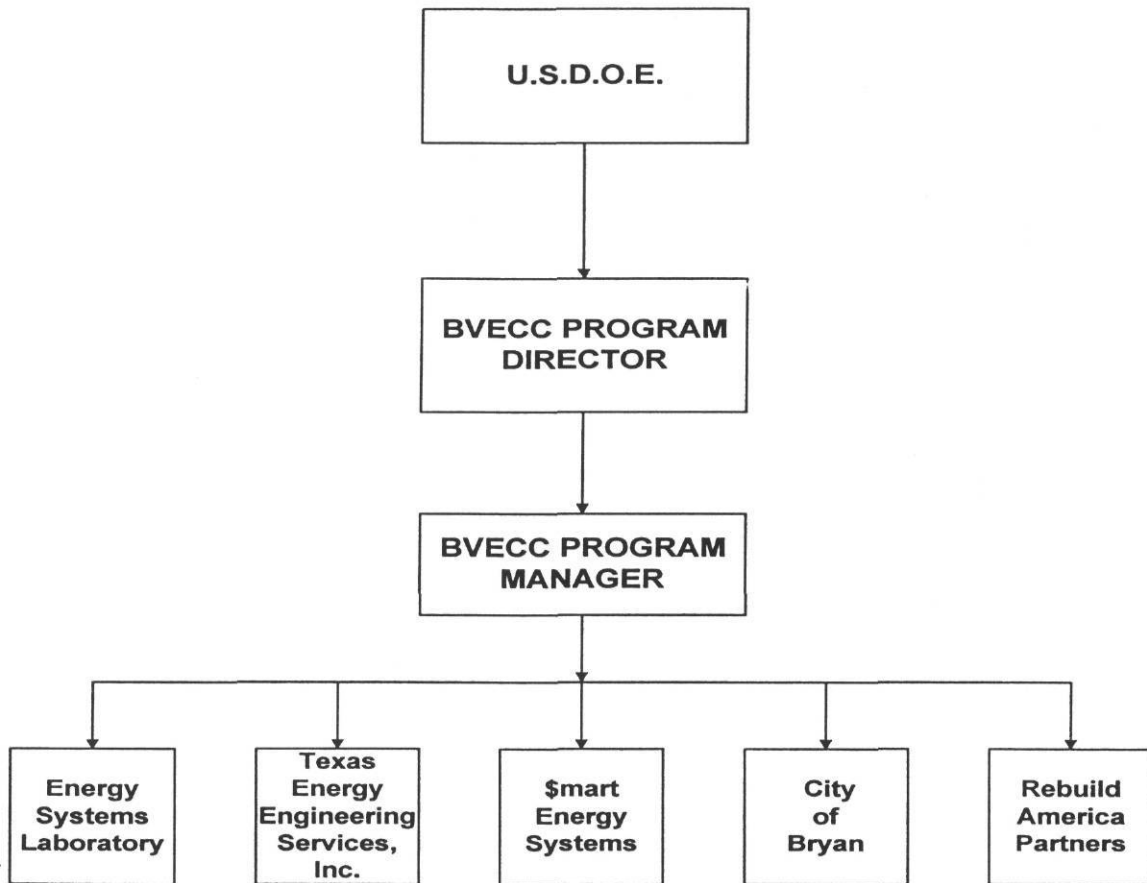 U.S.D.O.E.
BVECC PROGRAM
DIRECTOR
BVECC PROGRAM
MANAGER
Energy
Systems
Laboratory
Texas
Energy
Engineering
Services,
Inc.
$mart
Energy
Systems
City
of
Bryan
Rebuild
America
Partners